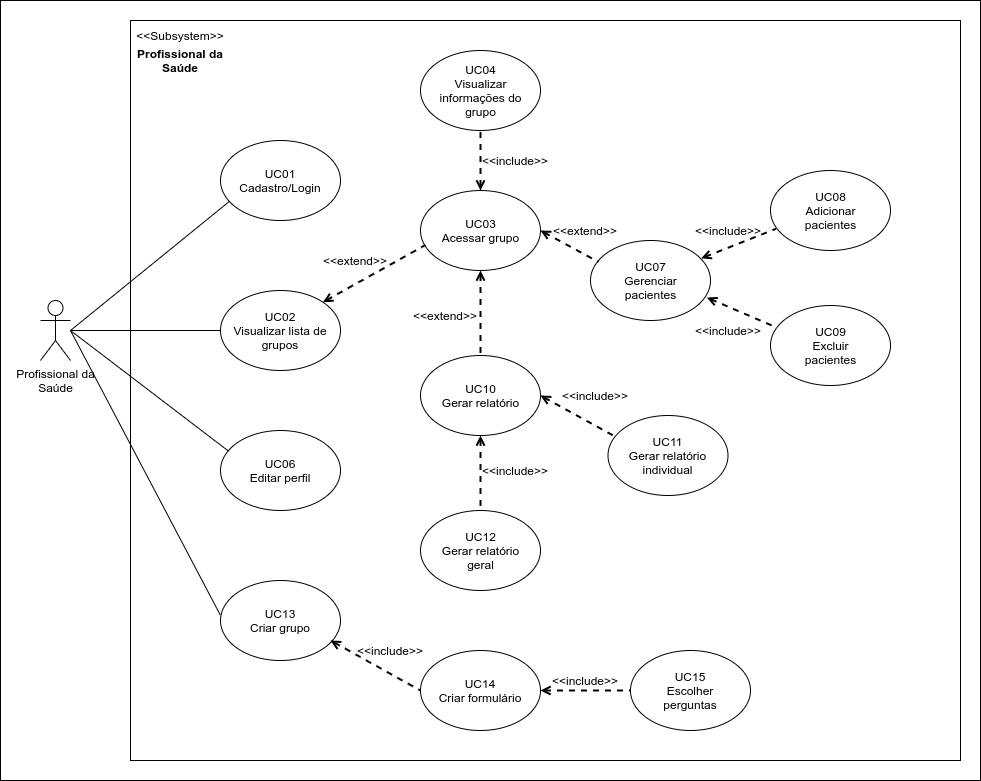 <<Subsystem>>
Profissional da
Saúde
UC04
Visualizar
informações do
grupo
<<include>>
UC01
Cadastro/Login
UC03
Acessar grupo
<<extend>>
<<include>>
UC08
Adicionar
pacientes
<<extend>>
UC07
Gerenciar
pacientes
UC02
Visualizar lista de
grupos
<<extend>>
<<include>>
UC09
Excluir
pacientes
Profissional da
Saúde
UC10
Gerar relatório
<<include>>
UC11
Gerar relatório
individual
UC06
Editar perfil
<<include>>
UC12
Gerar relatório
geral
UC13
Criar grupo
<<include>>
UC14
Criar formulário
<<include>>
UC15
Escolher
perguntas